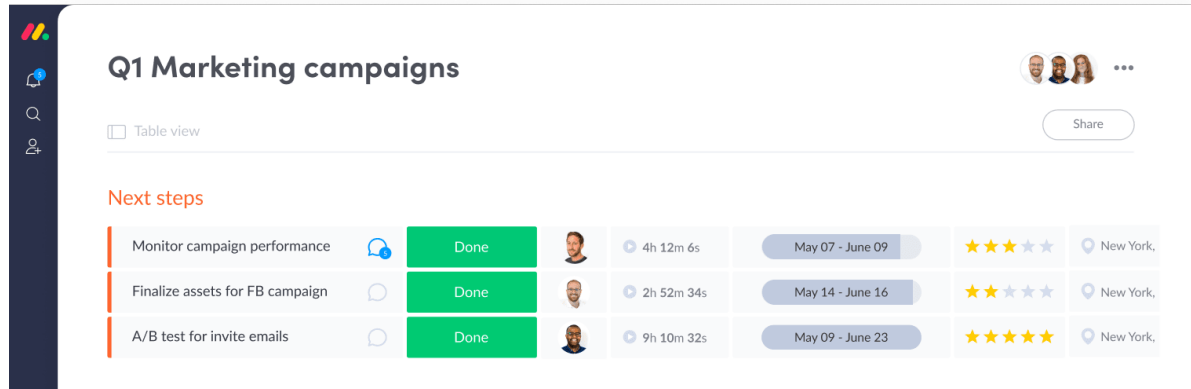 5
Q1 Marketing campaigns
Table view
Share
Next steps
Monitor campaign performance 5 Done 4h 12m 6s May 07 - June 09 New York,
Finalize assets for FB campaign Done 2h 52m 34s May 14 - June 16 New York,
A/B test for invite emails Done 9h 10m 32s May 09 - June 23 New York,